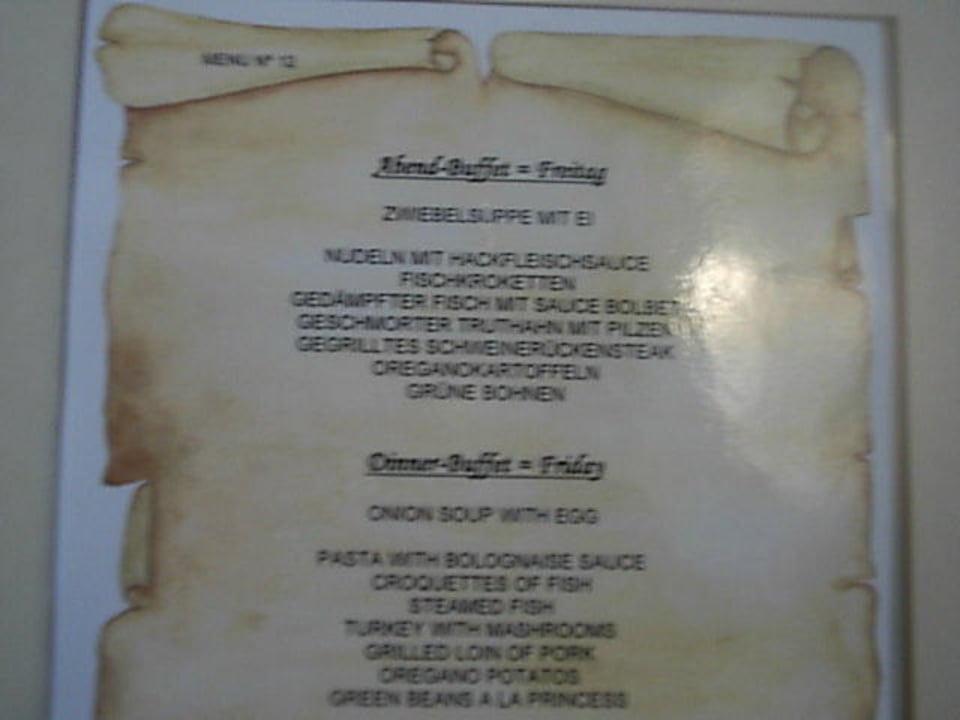 MENU Nº 12
Abend-Buffet = Freitag
ZWIEBELSUPPE MIT EI
NUDELN MIT HACKFLEISCHSAUCE
FISCHKROKETTEN
GEDÄMPFTER FISCH MIT SAUCE
GESCHMORTER TRUTHAHN MIT PILZEN
GEGRILLTES SCHWEINERÜCKENSTEAK
OREGANOKARTOFFELN
GRÜNE BOHNEN
Dinner-Buffet = Friday
ONION SOUP WITH EGG
PASTA WITH BOLOGNAISE SAUCE
CROQUETTES OF FISH
STEAMED FISH
TURKEY WITH MASHROOMS
GRILLED LOIN OF PORK
OREGANO POTATOS
GREEN BEANS A LA PRINCESS